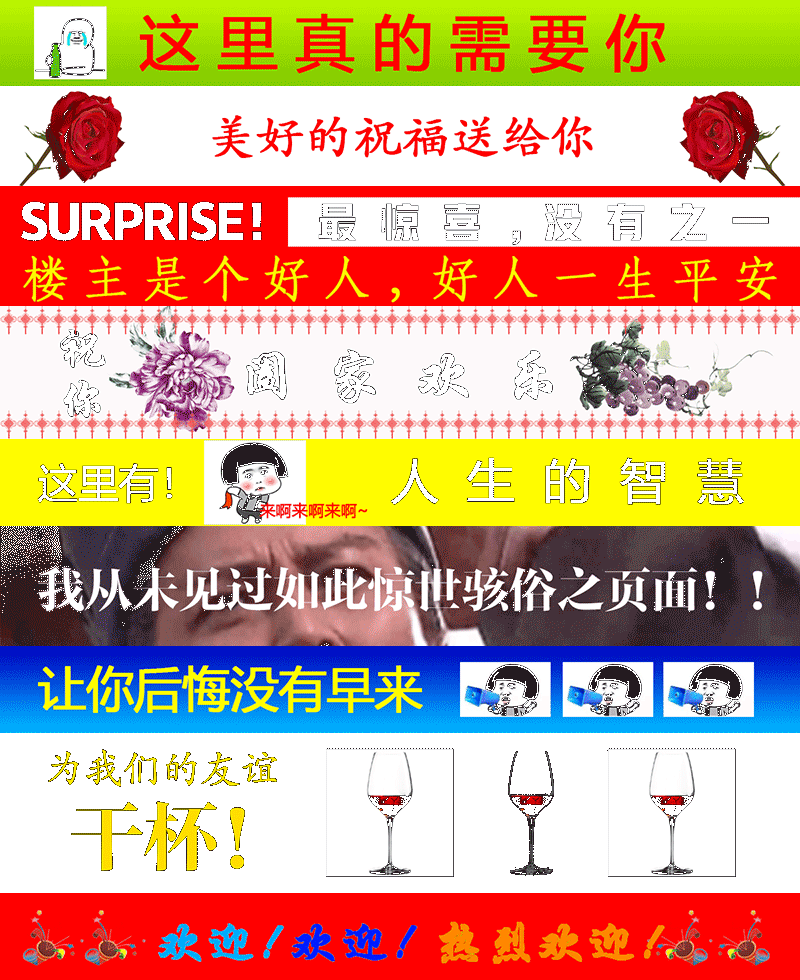 这里真的需要你
美好的祝福送给你
SURPRISE! 最惊喜,没有之一
楼主是个好人,好人一生平安
祝你 阖家欢乐
这里有! 来啊来啊来啊~ 人生的智慧
我从未见过如此惊世骇俗之页面!!
让你后悔没有早来
为我们的友谊
干杯!
欢迎!欢迎!热烈欢迎!